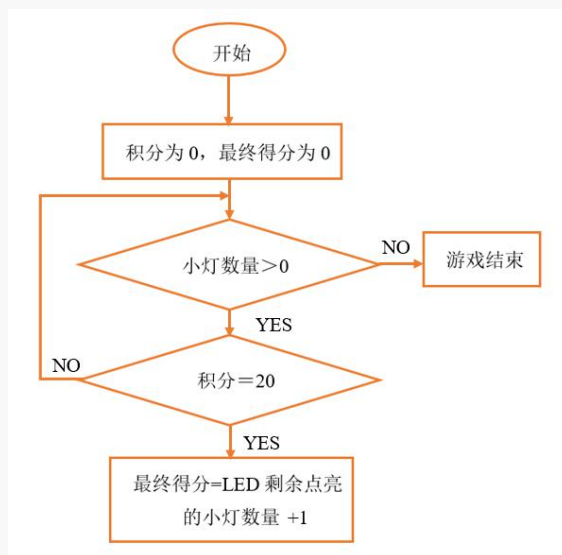 开始
积分为 0，最终得分为 0
小灯数量＞0
NO
游戏结束
YES
积分＝20
NO
YES
最终得分=LED 剩余点亮
的小灯数量 +1